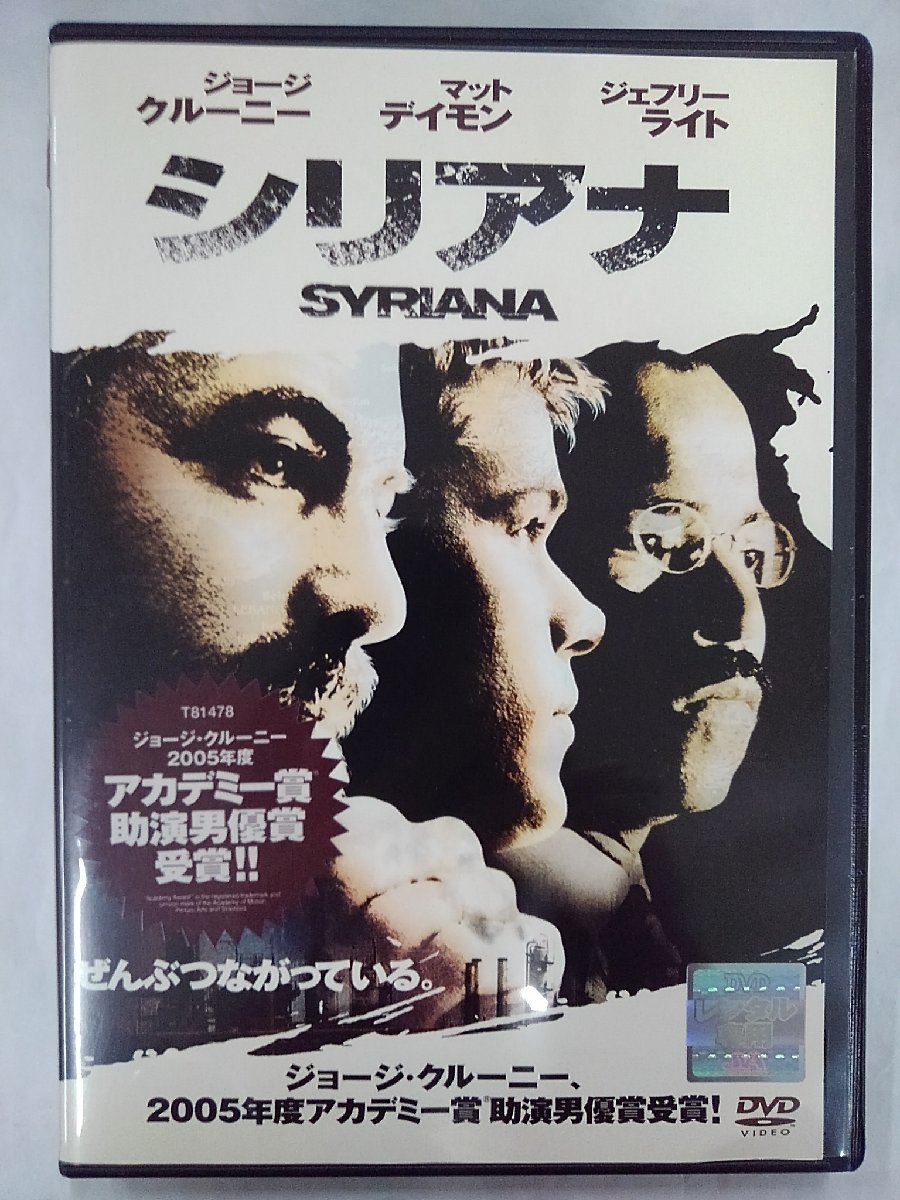 ジョージ
クルーニー
マット
デイモン
ジェフリー
ライト
シリアナ
SYRIANA
T81478
ジョージ・クルーニー
2005年度
アカデミー賞®
助演男優賞
受賞!!
ぜんぶつながっている。
レンタル
ジョージ・クルーニー、
2005年度アカデミー賞®助演男優賞受賞!
DVD
VIDEO